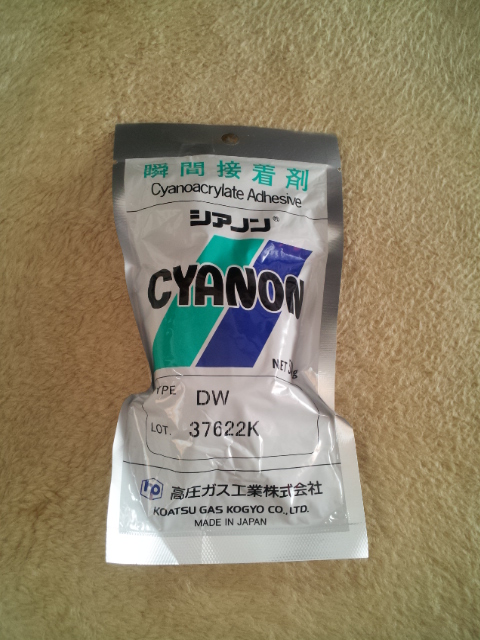 瞬間接着剤
Cyanoacrylate Adhesive
シアノン®
CYANON
NET
TYPE DW
LOT. 37622K
高圧ガス工業株式会社
KOATSU GAS KOGYO CO., LTD.
MADE IN JAPAN